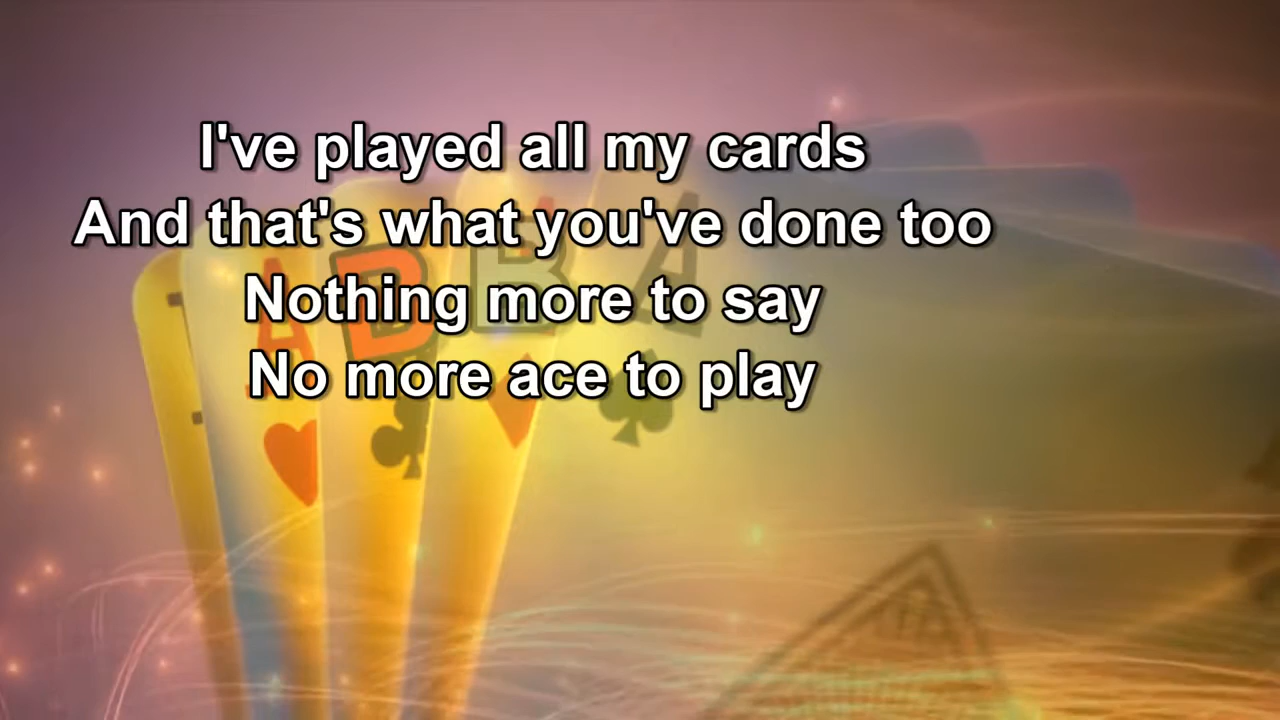 I've played all my cards
And that's what you've done too
Nothing more to say
No more ace to play
A B B A